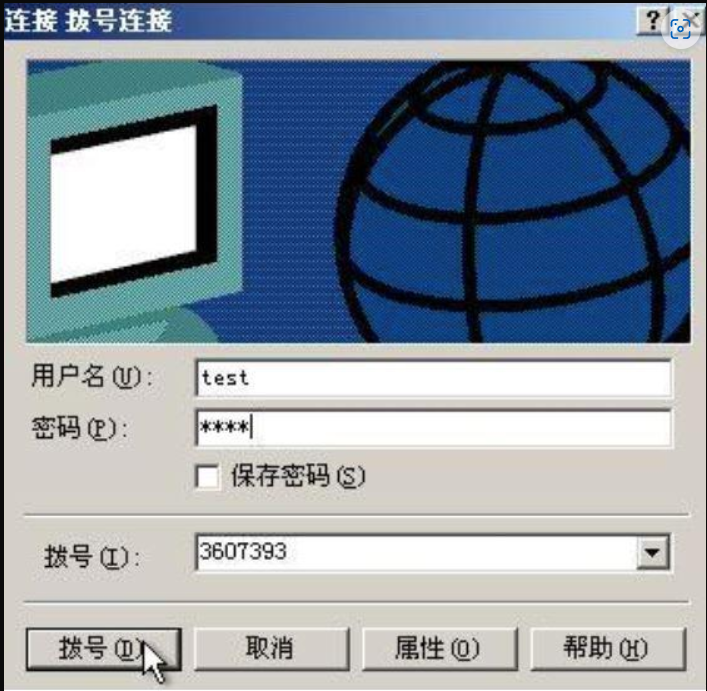 连接 拨号连接
用户名(U):
test
密码(P):
****
保存密码(S)
拨号(I):
3607393
拨号(D)
取消
属性(O)
帮助(H)